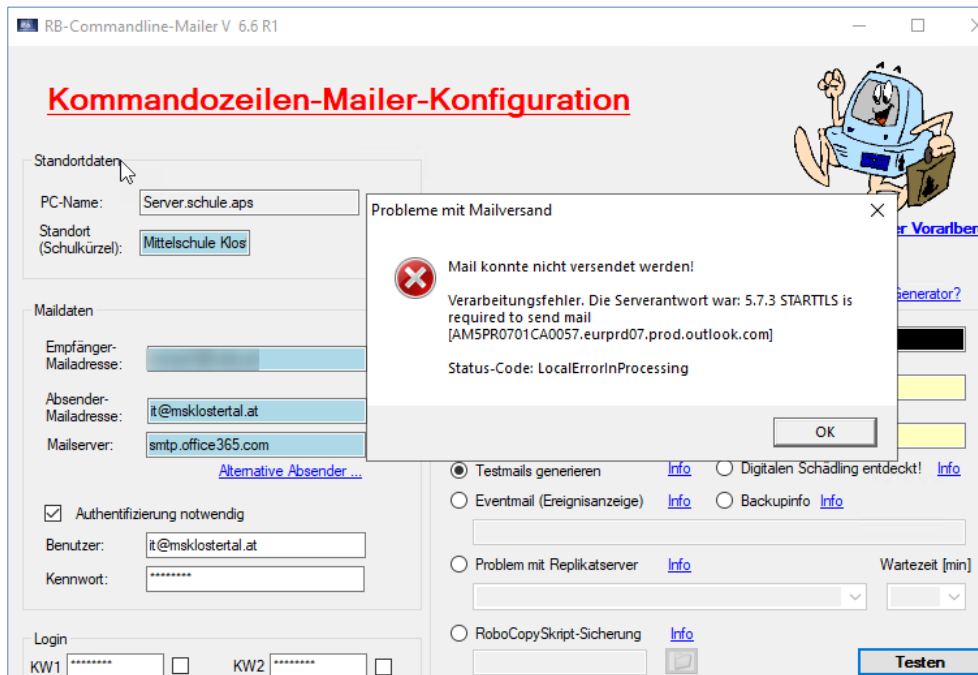 RB-Commandline-Mailer V 6.6 R1
Kommandozeilen-Mailer-Konfiguration
Standortdaten
PC-Name: Server.schule.aps
Standort
(Schulkürzel): Mittelschule Klos
Probleme mit Mailversand
Mail konnte nicht versendet werden!
Verarbeitungsfehler. Die Serverantwort war: 5.7.3 STARTTLS is
required to send mail
[AM5PR0701CA0057.eurprd07.prod.outlook.com]
Status-Code: LocalErrorInProcessing
OK
Generator?
Maildaten
Empfänger-
Mailadresse:
Absender-
Mailadresse: it@msklostertal.at
Mailserver: smtp.office365.com
Alternative Absender ...
Authentifizierung notwendig
Benutzer: it@msklostertal.at
Kennwort: ********
Testmails generieren Info Digitalen Schädling entdeckt! Info
Eventmail (Ereignisanzeige) Info Backupinfo Info
Problem mit Replikatserver Info Wartezeit [min]
RoboCopySkript-Sicherung Info
Testen
Login
KW1 ******** KW2 ********